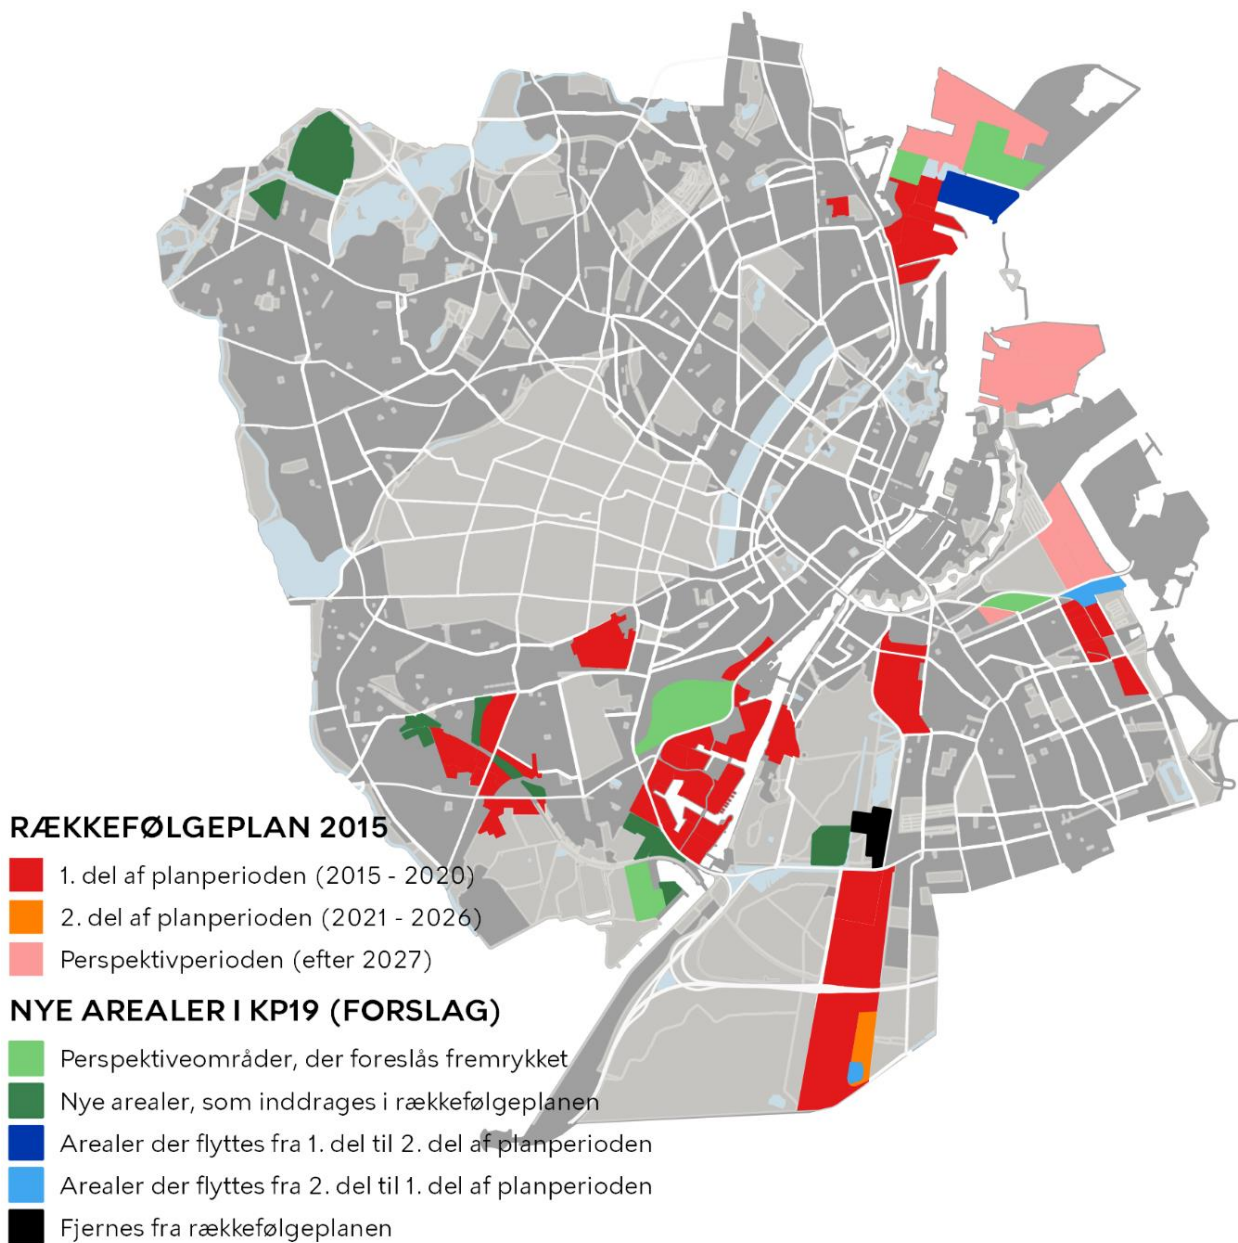 RÆKKEFØLGEPLAN 2015
1. del af planperioden (2015 - 2020)
2. del af planperioden (2021 - 2026)
Perspektivperioden (efter 2027)
NYE AREALER I KP19 (FORSLAG)
Perspektiveområder, der foreslås fremrykket
Nye arealer, som inddrages i rækkefølgeplanen
Arealer der flyttes fra 1. del til 2. del af planperioden
Arealer der flyttes fra 2. del til 1. del af planperioden
Fjernes fra rækkefølgeplanen